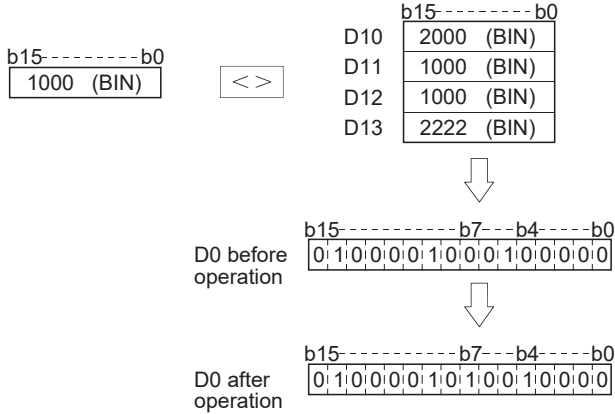 b15---------b0
1000 (BIN)
< >
b15---------b0
D10 2000 (BIN)
D11 1000 (BIN)
D12 1000 (BIN)
D13 2222 (BIN)
b15-----------b7---b4-----b0
D0 before 0 1 0 0 0 0 1 0 0 0 1 0 0 0 0 0
operation
b15-----------b7---b4-----b0
D0 after 0 1 0 0 0 0 1 0 1 0 0 1 0 0 0 0
operation